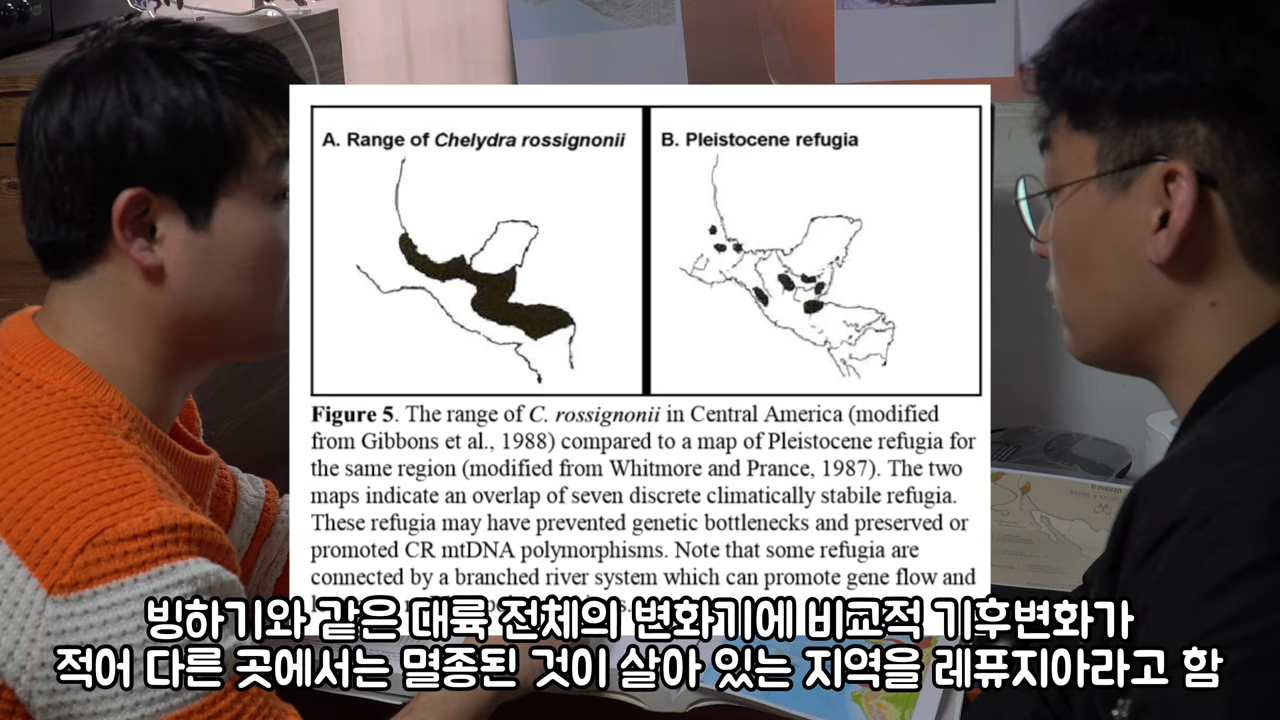 A. Range of Chelydra rossignonii
B. Pleistocene refugia
Figure 5. The range of C. rossignonii in Central America (modified
from Gibbons et al., 1988) compared to a map of Pleistocene refugia for
the same region (modified from Whitmore and Prance, 1987). The two
maps indicate an overlap of seven discrete climatically stabile refugia.
These refugia may have prevented genetic bottlenecks and preserved or
promoted CR mtDNA polymorphisms. Note that some refugia are
connected by a branched river system which can promote gene flow and
빙하기와 같은 대륙 전체의 변화기에 비교적 기후변화가
적어 다른 곳에서는 멸종된 것이 살아 있는 지역을 레퓨지아라고 함